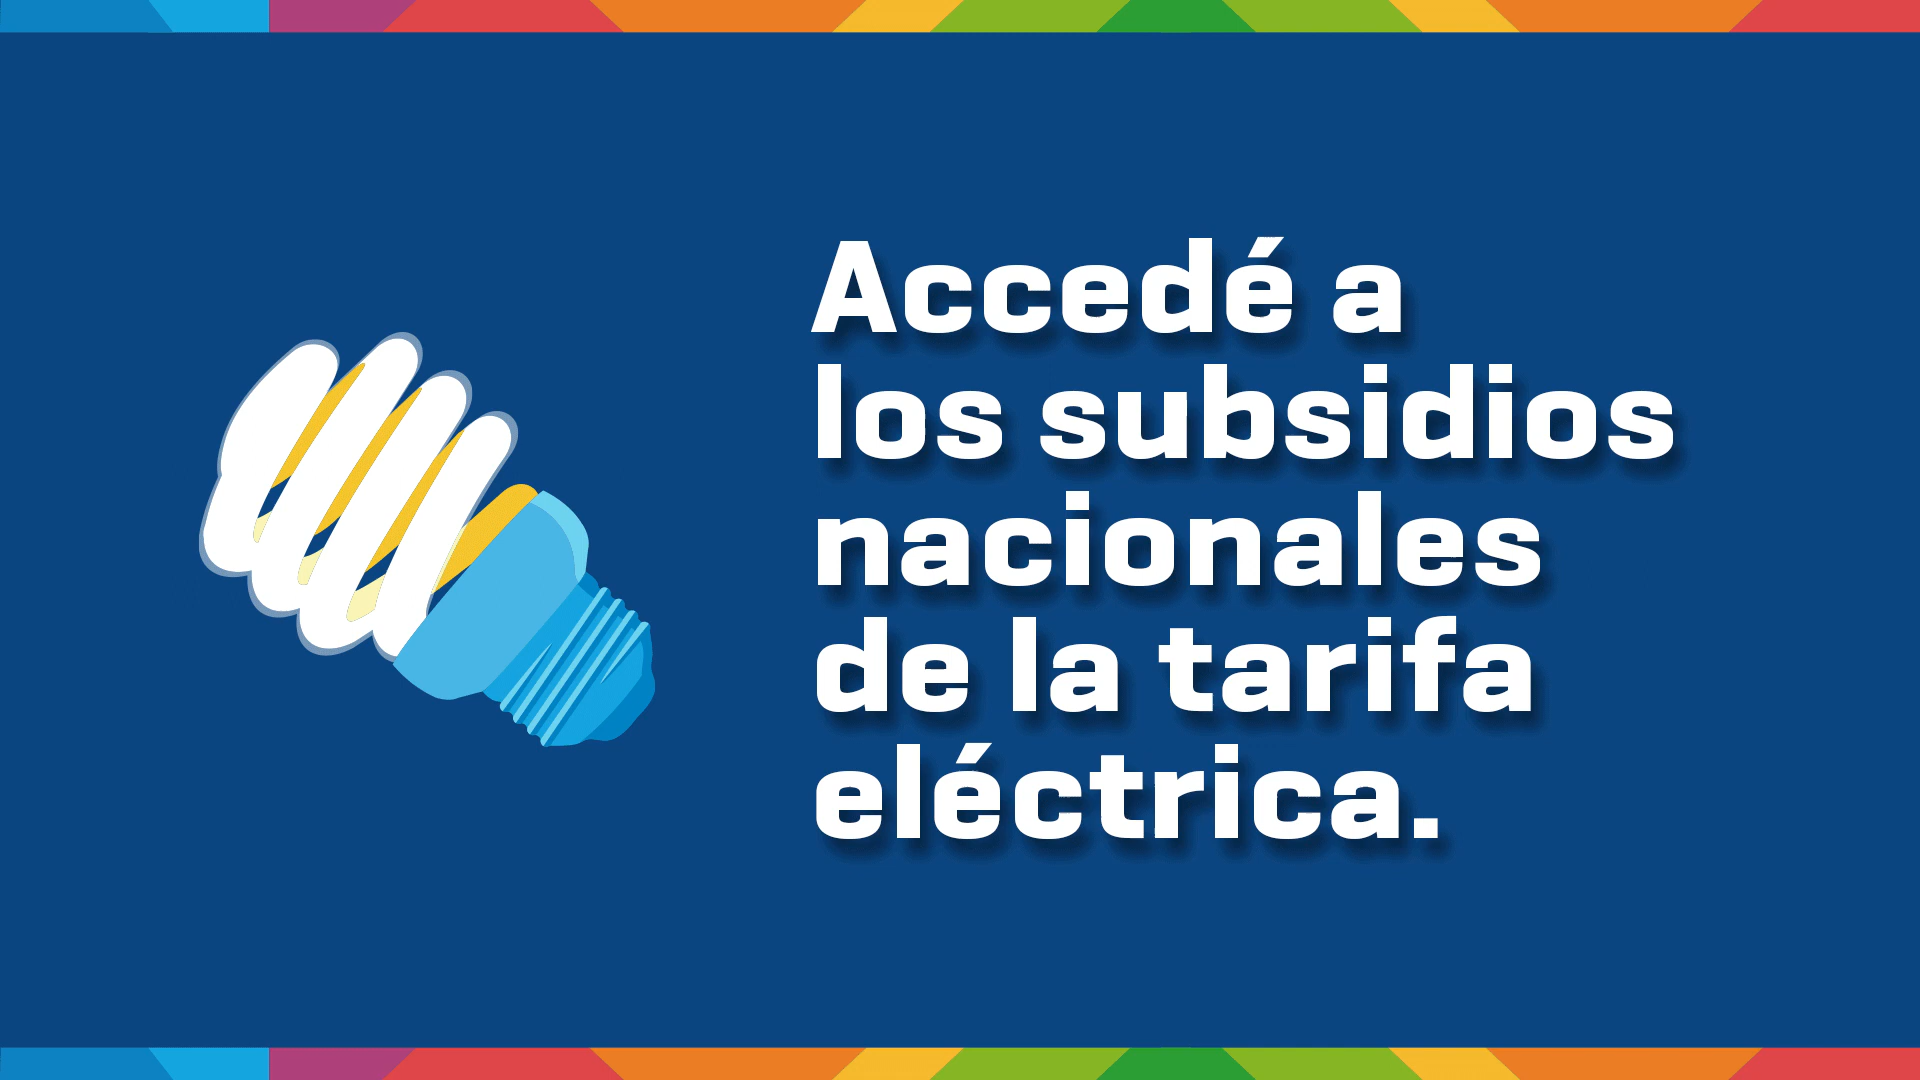 Accedé a
los subsidios
nacionales
de la tarifa
eléctrica.